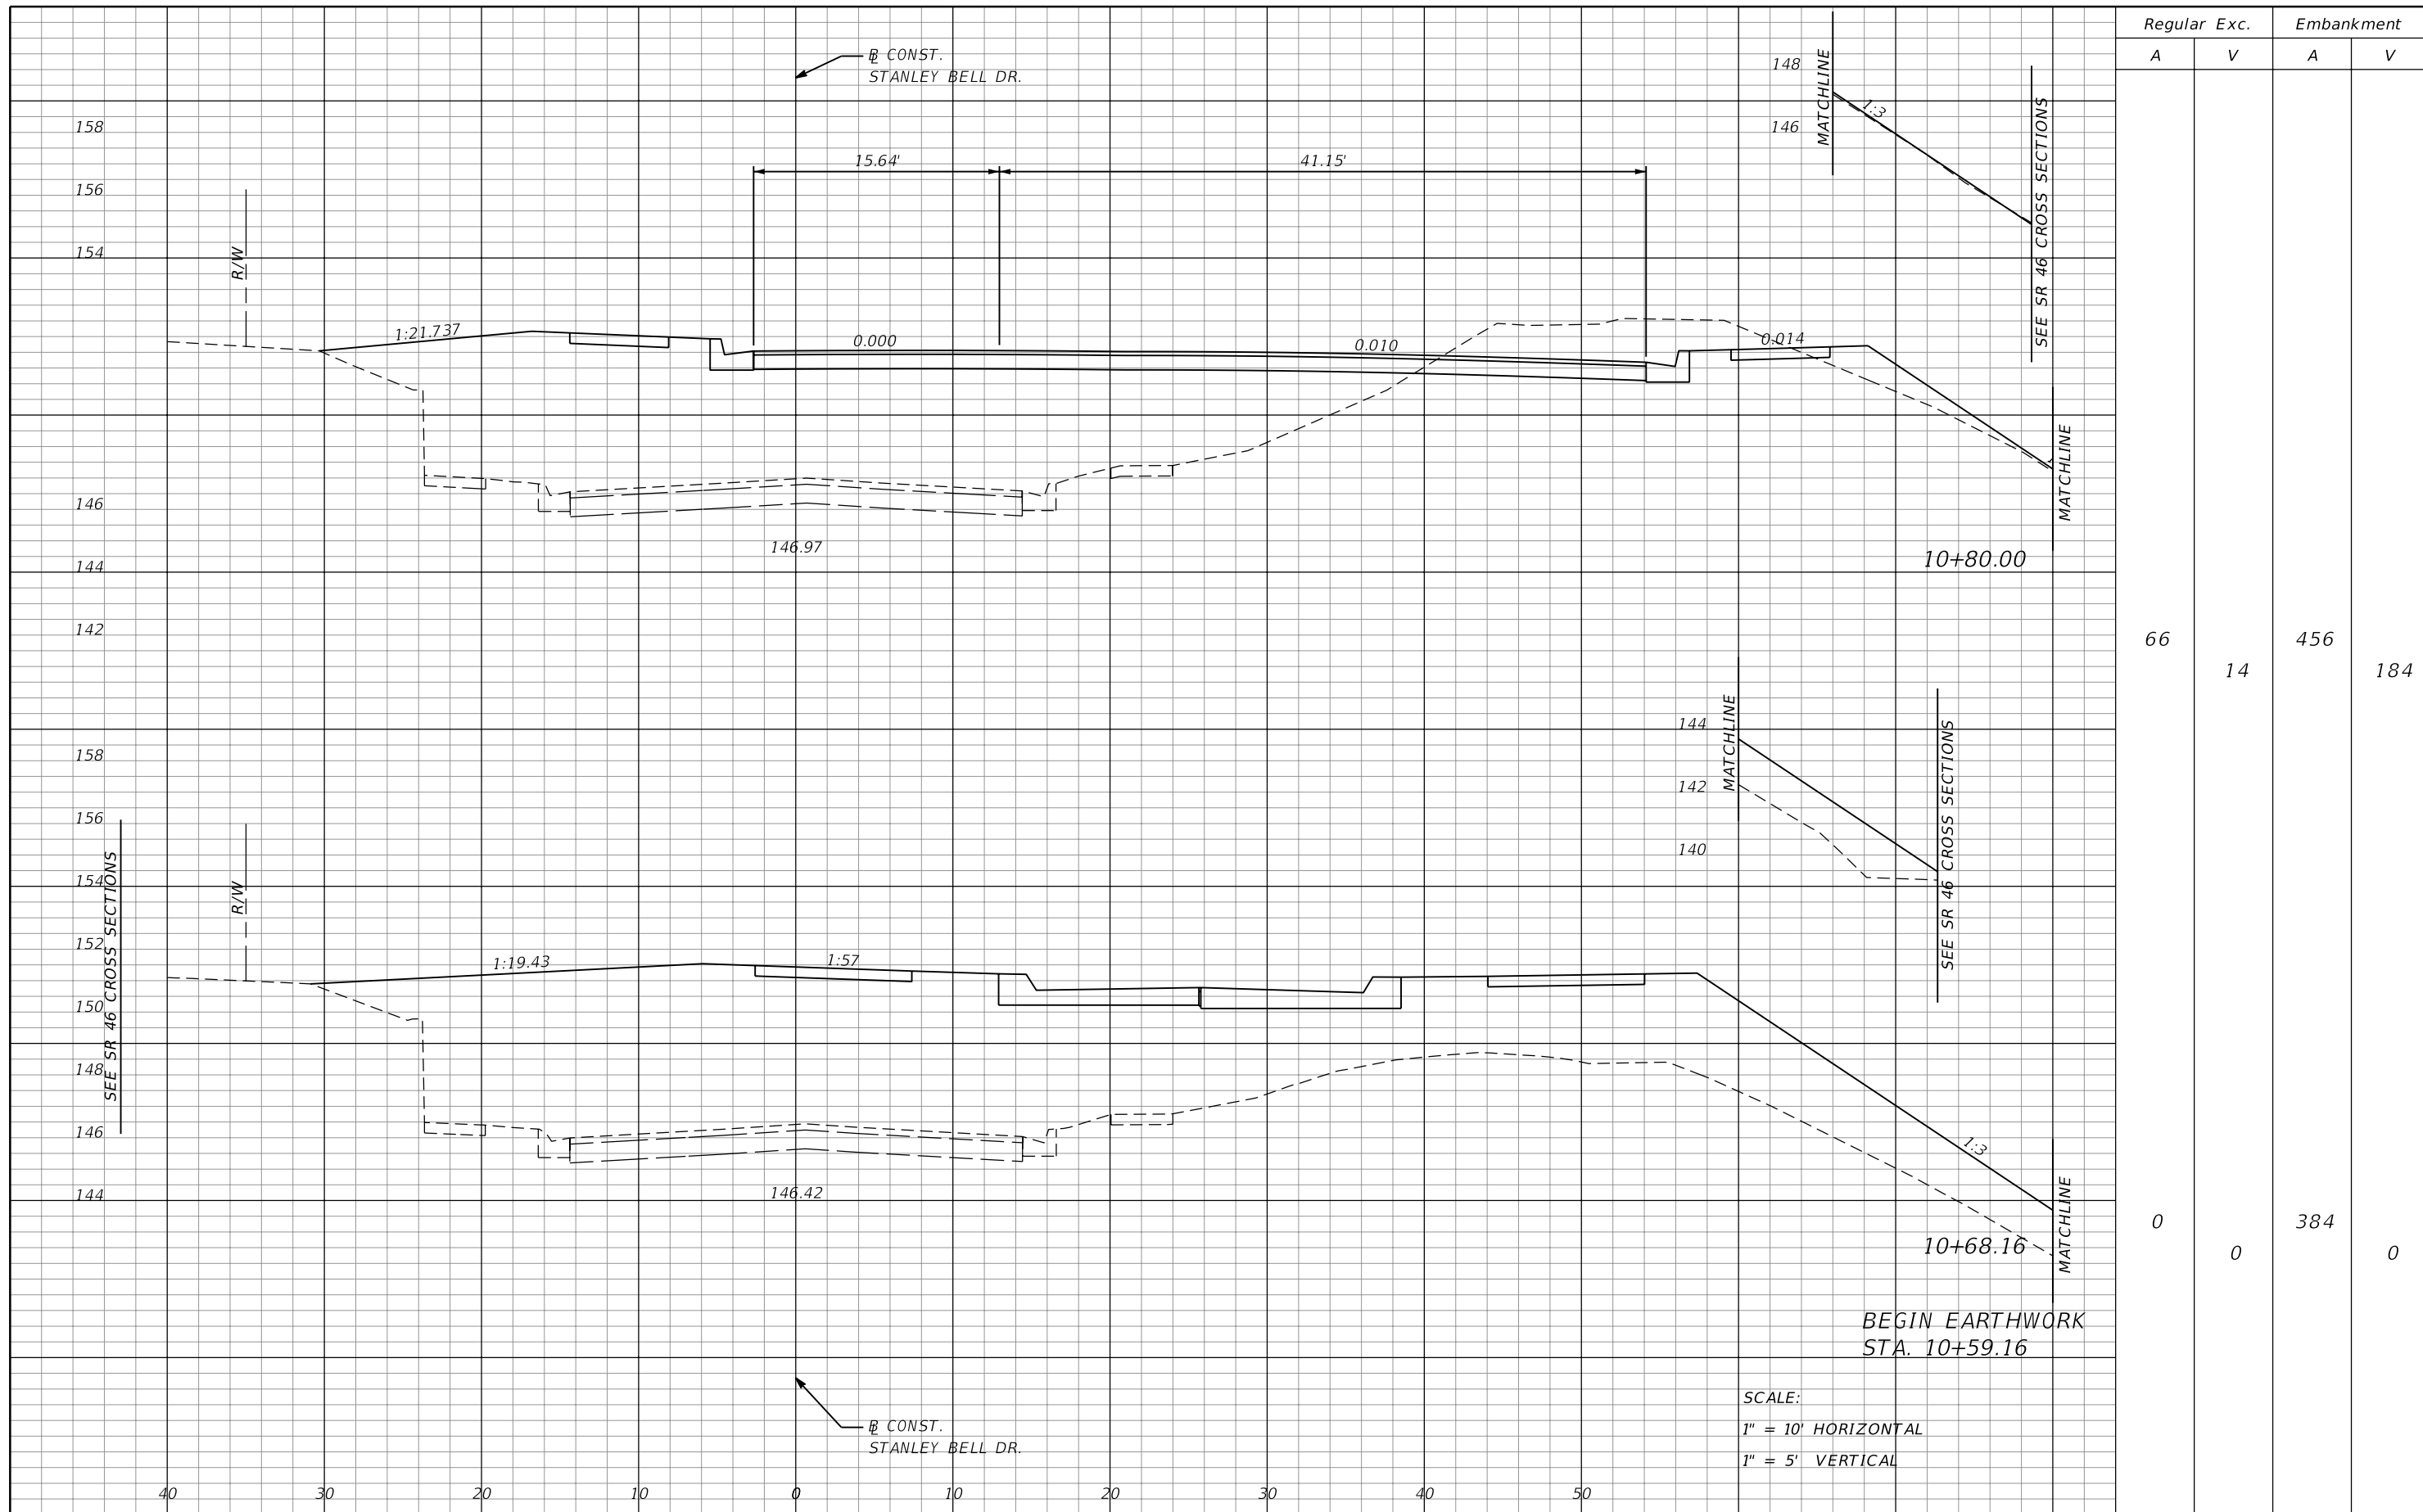 Regular Exc.
Embankment
A
V
A
V
B CONST.
STANLEY BELL DR.
148
146
MATCHLINE
1:3
SEE SR 46 CROSS SECTIONS
158
156
154
R/W
15.64'
41.15'
1:21.737
0.000
0.010
0.014
MATCHLINE
146
144
142
146.97
10+80.00
66
14
456
184
144
142
140
MATCHLINE
SEE SR 46 CROSS SECTIONS
158
156
154
152
150
148
146
144
SEE SR 46 CROSS SECTIONS
R/W
1:19.43
1:57
1:3
MATCHLINE
146.42
10+68.16
0
0
384
0
BEGIN EARTHWORK
STA. 10+59.16
B CONST.
STANLEY BELL DR.
SCALE:
1" = 10' HORIZONTAL
1" = 5' VERTICAL
40 30 20 10 0 10 20 30 40 50